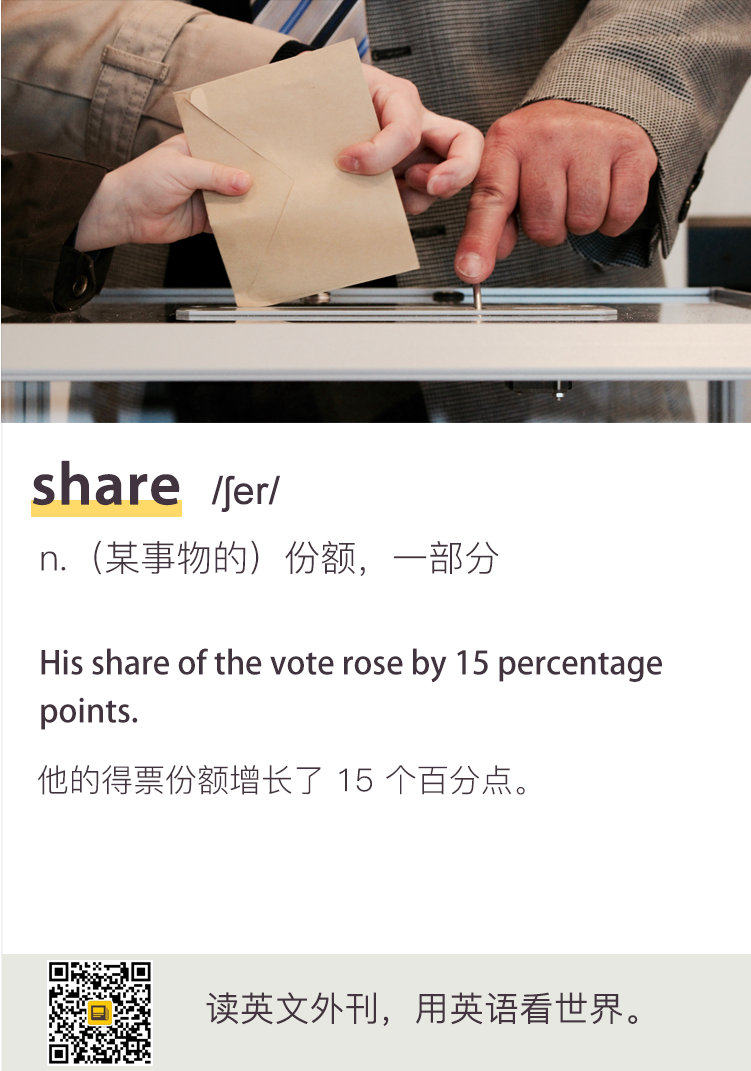 share /ʃer/
n.（某事物的）份额，一部分
His share of the vote rose by 15 percentage
points.
他的得票份额增长了 15 个百分点。
读英文外刊，用英语看世界。